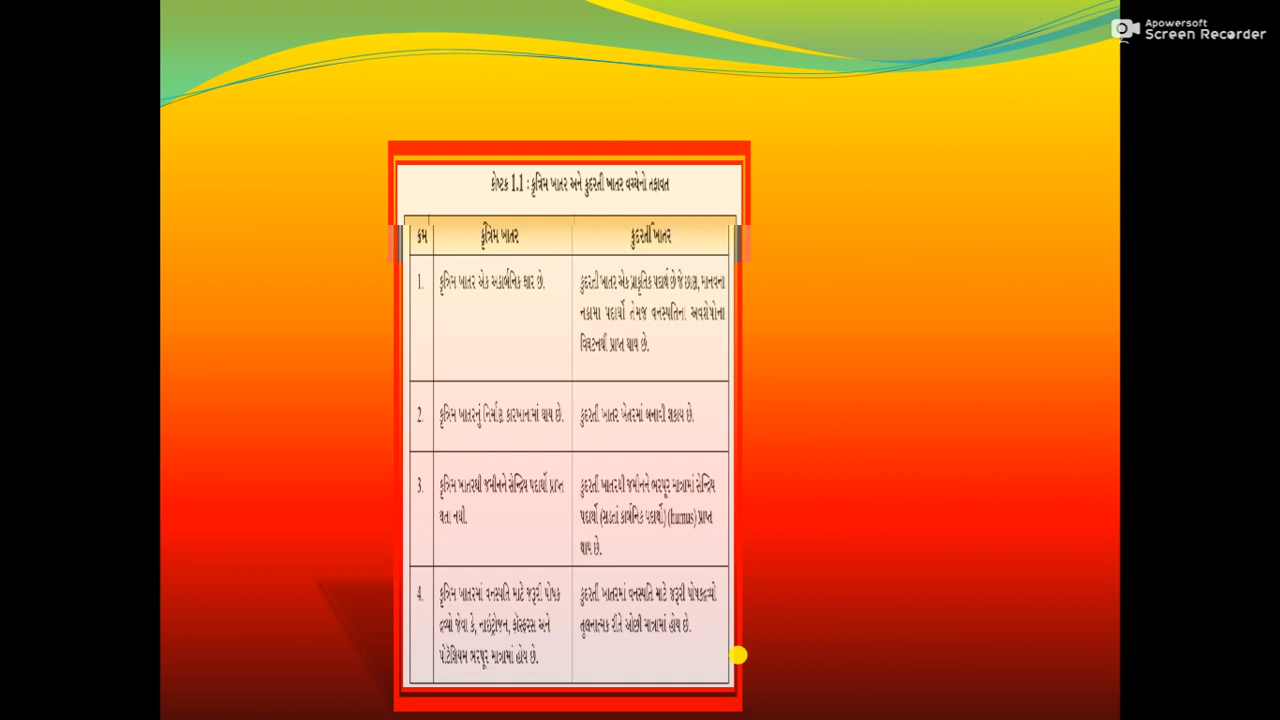 Apowersoft
Screen Recorder
કોષ્ટક 1.1 : કૃત્રિમ ખાતર અને કુદરતી ખાતર વચ્ચેનો તફાવત
ક્રમ કૃત્રિમ ખાતર કુદરતી ખાતર
1. કૃત્રિમ ખાતર એક અકાર્બનિક ક્ષાર છે.
કુદરતી ખાતર એક પ્રાકૃતિક પદાર્થ છે જે છાણ, માનવના
નકામા પદાર્થો તેમજ વનસ્પતિના અવશેષોના
વિઘટનથી પ્રાપ્ત થાય છે.
2. કૃત્રિમ ખાતરનું નિર્માણ કારખાનામાં થાય છે.
કુદરતી ખાતર ખેતરમાં બનાવી શકાય છે.
3. કૃત્રિમ ખાતરથી જમીનને સેન્દ્રિય પદાર્થો પ્રાપ્ત
થતા નથી.
કુદરતી ખાતરથી જમીનને ભરપૂર માત્રામાં સેન્દ્રિય
પદાર્થો (સડતાં કાર્બનિક પદાર્થો) (humus) પ્રાપ્ત
થાય છે.
4. કૃત્રિમ ખાતરમાં વનસ્પતિ માટે જરૂરી પોષક
દ્રવ્યો જેવા કે, નાઇટ્રોજન, ફૉસ્ફરસ અને
પોટૅશિયમ ભરપૂર માત્રામાં હોય છે.
કુદરતી ખાતરમાં વનસ્પતિ માટે જરૂરી પોષકદ્રવ્યો
તુલનાત્મક રીતે ઓછી માત્રામાં હોય છે.